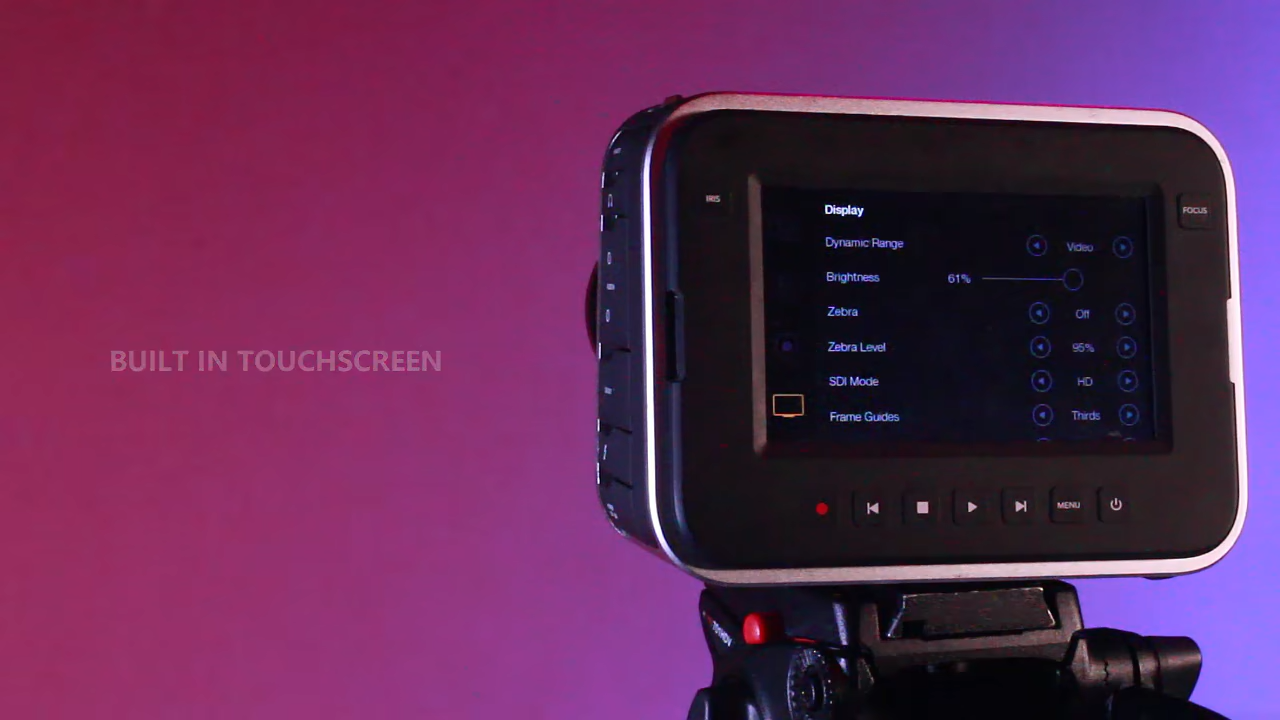 BUILT IN TOUCHSCREEN
IRIS
FOCUS
Display
Dynamic Range Video
Brightness 61%
Zebra Off
Zebra Level 95%
SDI Mode HD
Frame Guides Thirds
MENU